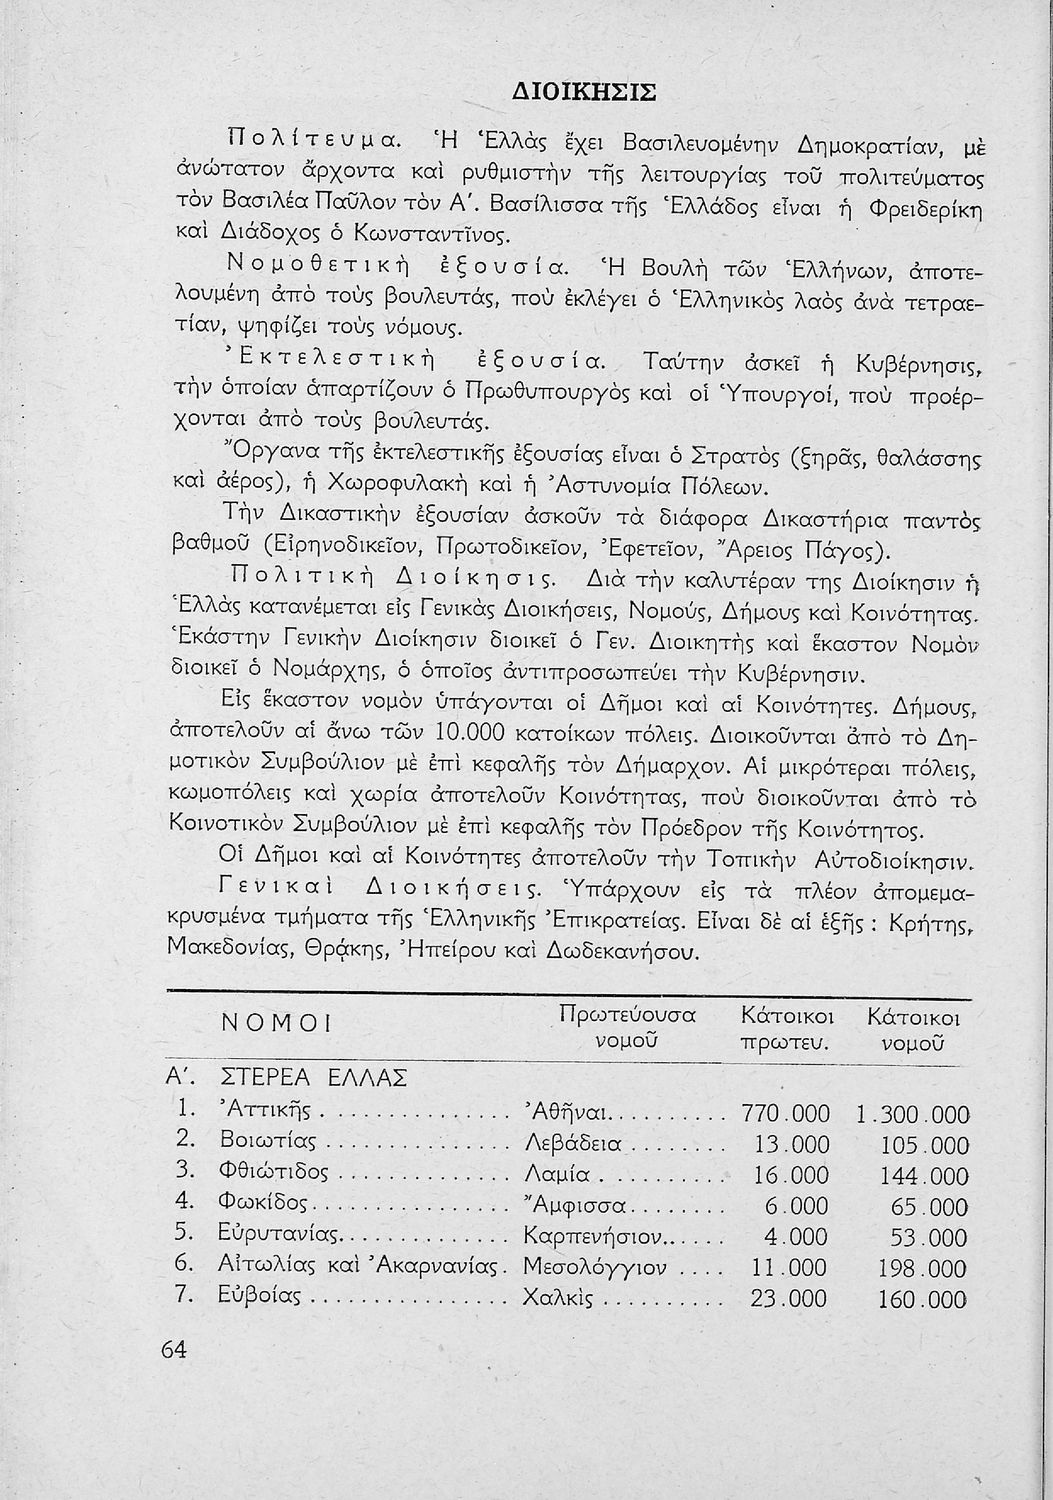 ΔΙΟΙΚΗΣΙΣ
Πολίτευμα. Ἡ Ἑλλὰς ἔχει Βασιλευομένην Δημοκρατίαν, μὲ
ἀνώτατον ἄρχοντα καὶ ρυθμιστὴν τῆς λειτουργίας τοῦ πολιτεύματος
τὸν Βασιλέα Παῦλον τὸν Α'. Βασίλισσα τῆς Ἑλλάδος εἶναι ἡ Φρειδερίκη
καὶ Διάδοχος ὁ Κωνσταντῖνος.
Νομοθετικὴ ἐξουσία. Ἡ Βουλὴ τῶν Ἑλλήνων, ἀποτε-
λουμένη ἀπὸ τοὺς βουλευτάς, ποὺ ἐκλέγει ὁ Ἑλληνικὸς λαὸς ἀνὰ τετραε-
τίαν, ψηφίζει τοὺς νόμους.
Ἐκτελεστικὴ ἐξουσία. Ταύτην ἀσκεῖ ἡ Κυβέρνησις,
τὴν ὁποίαν ἀπαρτίζουν ὁ Πρωθυπουργὸς καὶ οἱ Ὑπουργοί, ποὺ προέρ-
χονται ἀπὸ τοὺς βουλευτάς.
Ὄργανα τῆς ἐκτελεστικῆς ἐξουσίας εἶναι ὁ Στρατὸς (ξηρᾶς, θαλάσσης
καὶ ἀέρος), ἡ Χωροφυλακὴ καὶ ἡ Ἀστυνομία Πόλεων.
Τὴν Δικαστικὴν ἐξουσίαν ἀσκοῦν τὰ διάφορα Δικαστήρια παντὸς
βαθμοῦ (Εἰρηνοδικεῖον, Πρωτοδικεῖον, Ἐφετεῖον, Ἄρειος Πάγος).
Πολιτικὴ Διοίκησις. Διὰ τὴν καλυτέραν της Διοίκησιν ἡ
Ἑλλὰς κατανέμεται εἰς Γενικὰς Διοικήσεις, Νομούς, Δήμους καὶ Κοινότητας.
Ἑκάστην Γενικὴν Διοίκησιν διοικεῖ ὁ Γεν. Διοικητὴς καὶ ἕκαστον Νομὸν
διοικεῖ ὁ Νομάρχης, ὁ ὁποῖος ἀντιπροσωπεύει τὴν Κυβέρνησιν.
Εἰς ἕκαστον νομὸν ὑπάγονται οἱ Δῆμοι καὶ αἱ Κοινότητες. Δήμους,
ἀποτελοῦν αἱ ἄνω τῶν 10.000 κατοίκων πόλεις. Διοικοῦνται ἀπὸ τὸ Δη-
μοτικὸν Συμβούλιον μὲ ἐπὶ κεφαλῆς τὸν Δήμαρχον. Αἱ μικρότεραι πόλεις,
κωμοπόλεις καὶ χωρία ἀποτελοῦν Κοινότητας, ποὺ διοικοῦνται ἀπὸ τὸ
Κοινοτικὸν Συμβούλιον μὲ ἐπὶ κεφαλῆς τὸν Πρόεδρον τῆς Κοινότητος.
Οἱ Δῆμοι καὶ αἱ Κοινότητες ἀποτελοῦν τὴν Τοπικὴν Αὐτοδιοίκησιν.
Γενικαὶ Διοικήσεις. Ὑπάρχουν εἰς τὰ πλέον ἀπομεμα-
κρυσμένα τμήματα τῆς Ἑλληνικῆς Ἐπικρατείας. Εἶναι δὲ αἱ ἑξῆς : Κρήτης,
Μακεδονίας, Θρᾴκης, Ἠπείρου καὶ Δωδεκανήσου.
ΝΟΜΟΙ Πρωτεύουσα νομοῦ Κάτοικοι πρωτευ. Κάτοικοι νομοῦ
Α'. ΣΤΕΡΕΑ ΕΛΛΑΣ
1. Ἀττικῆς . . . . . . . . . . . . . . . Ἀθῆναι. . . . . . . . . . 770.000 1.300.000
2. Βοιωτίας . . . . . . . . . . . . . . Λεβάδεια . . . . . . . . 13.000 105.000
3. Φθιώτιδος . . . . . . . . . . . . . Λαμία . . . . . . . . . . 16.000 144.000
4. Φωκίδος. . . . . . . . . . . . . . . Ἄμφισσα. . . . . . . . 6.000 65.000
5. Εὐρυτανίας. . . . . . . . . . . . . Καρπενήσιον. . . . . . 4.000 53.000
6. Αἰτωλίας καὶ Ἀκαρνανίας. Μεσολόγγιον . . . . 11.000 198.000
7. Εὐβοίας . . . . . . . . . . . . . . . Χαλκὶς . . . . . . . . . . 23.000 160.000
64